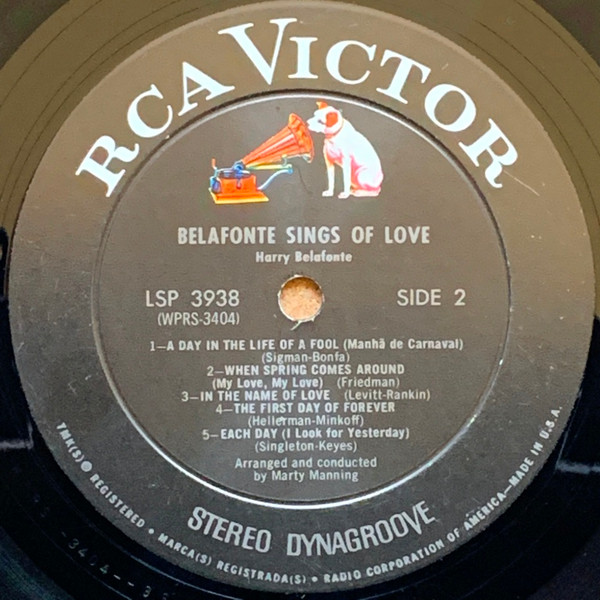 RCA VICTOR
BELAFONTE SINGS OF LOVE
Harry Belafonte
LSP 3938 SIDE 2
(WPRS-3404)
1—A DAY IN THE LIFE OF A FOOL (Manhã de Carnaval)
(Sigman-Bonfa)
2—WHEN SPRING COMES AROUND
(My Love, My Love) (Friedman)
3—IN THE NAME OF LOVE (Levitt-Rankin)
4—THE FIRST DAY OF FOREVER
(Hellerman-Minkoff)
5—EACH DAY (I Look for Yesterday)
(Singleton-Keyes)
Arranged and conducted
by Marty Manning
STEREO DYNAGROOVE
TMK(S) ® REGISTERED • MARCA(S) REGISTRADA(S) • RADIO CORPORATION OF AMERICA—MADE IN U.S.A.